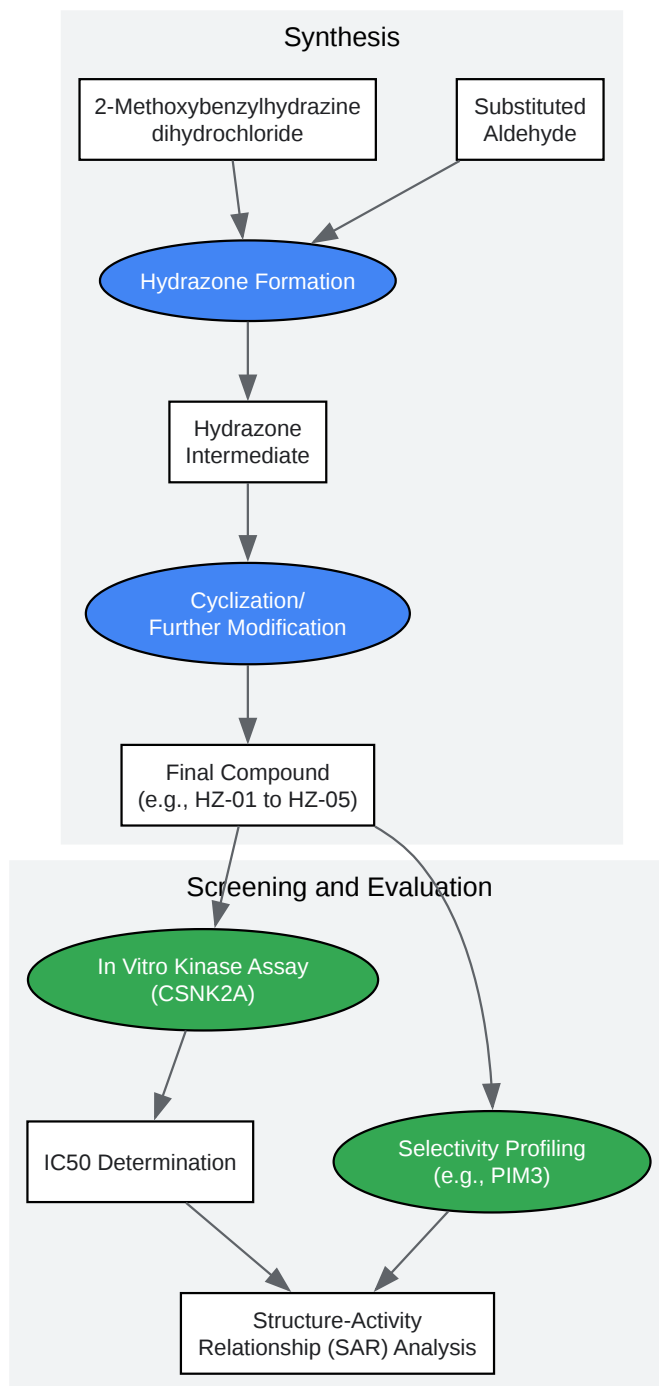 Synthesis
2-Methoxybenzylhydrazine
dihydrochloride
Substituted
Aldehyde
Hydrazone Formation
Hydrazone
Intermediate
Cyclization/
Further Modification
Final Compound
(e.g., HZ-01 to HZ-05)
Screening and Evaluation
In Vitro Kinase Assay
(CSNK2A)
IC50 Determination
Selectivity Profiling
(e.g., PIM3)
Structure-Activity
Relationship (SAR) Analysis